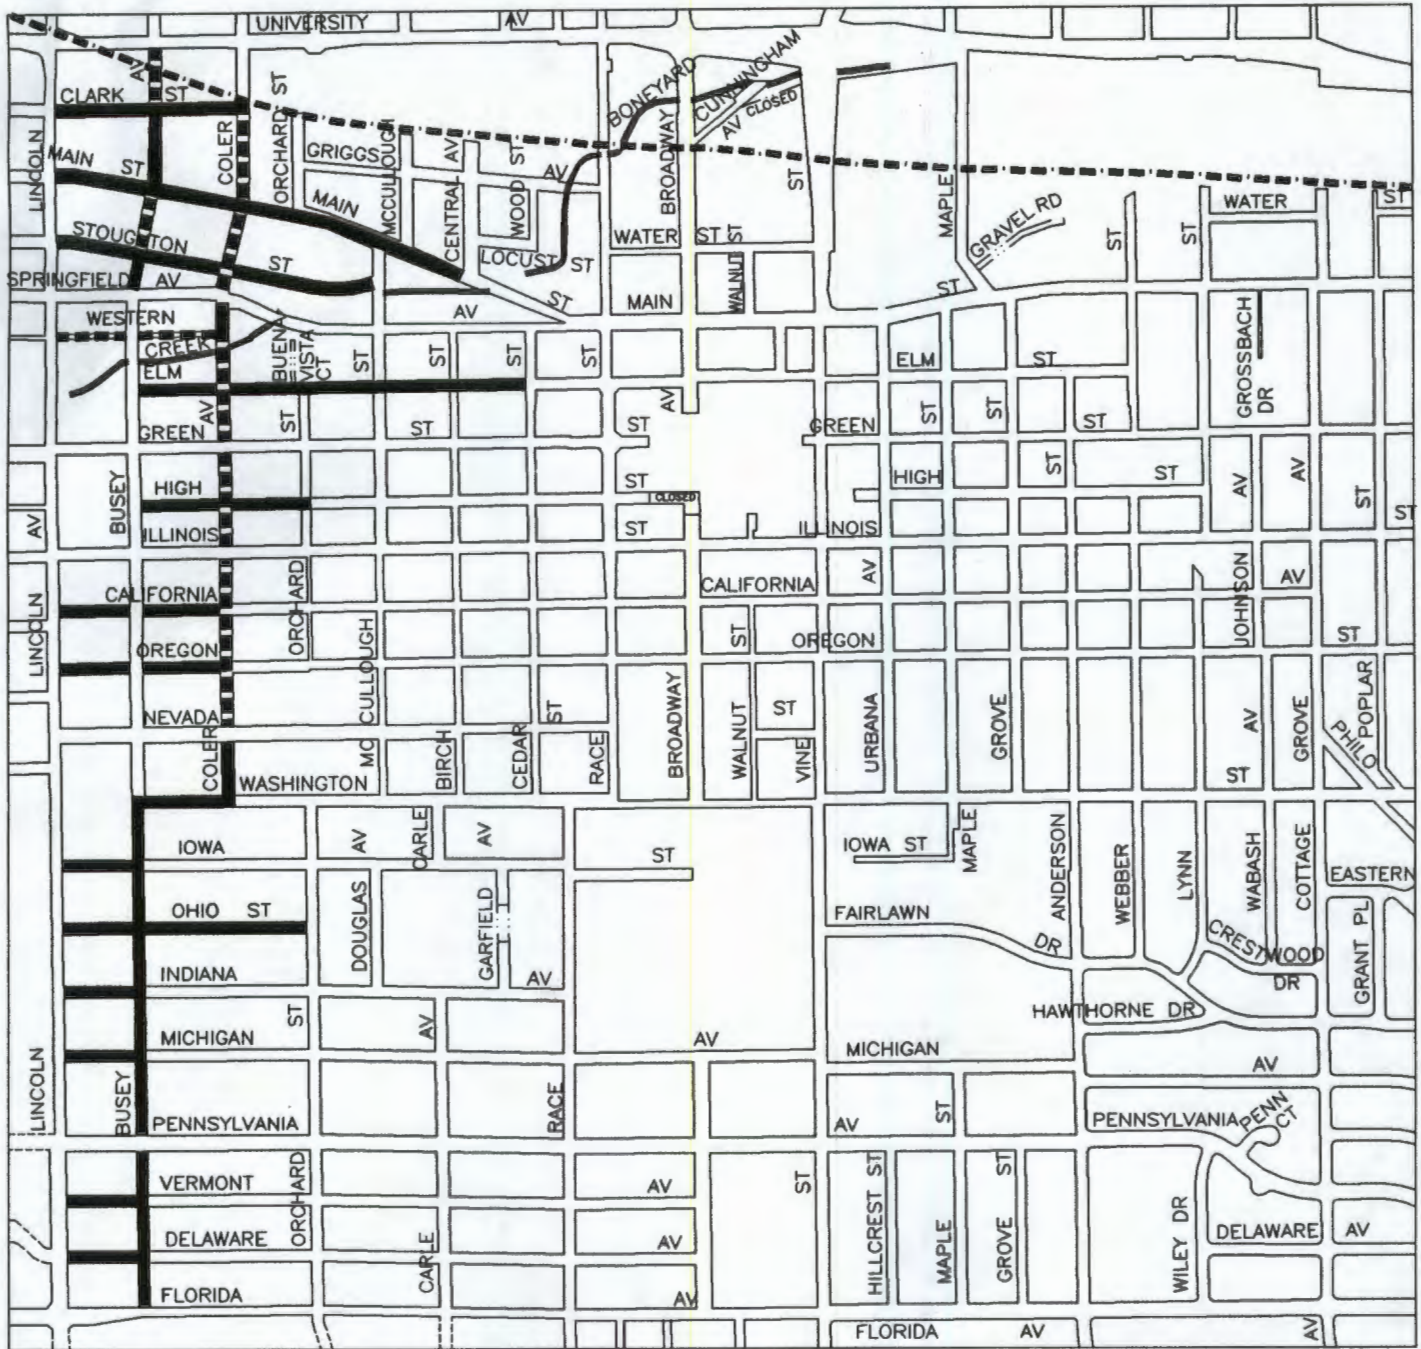 UNIVERSITY AV
AV
CLARK ST
ORCHARD ST
COLER
BONEYARD
CUNNINGHAM
AV CLOSED
LINCOLN
MAIN ST
GRIGGS
AV
MCCULLOUGH
CENTRAL AV
WOOD ST
BROADWAY
ST
MAPLE
MAIN
GRAVEL RD
WATER ST
STOUGHTON ST
LOCUST ST
WATER ST
WALNUT ST
ST
ST
SPRINGFIELD AV
AV
ST
MAIN
ST
WESTERN
CREEK
BUENA
VISTA
CT
ST
ST
ST
ST
ELM
ELM ST
GROSSBACH
DR
AV
GREEN
ST
ST
AV
ST
GREEN
ST
ST
ST
BUSEY
HIGH
ST
CLOSED
HIGH
ST
ST
AV
AV
ST
ST
AV
ILLINOIS
ST
ILLINOIS
CALIFORNIA
ORCHARD
CALIFORNIA
AV
JOHNSON
AV
LINCOLN
OREGON
MC CULLOUGH
ST
OREGON
ST
NEVADA
ST
BROADWAY
WALNUT
ST
VINE
URBANA
GROVE
AV
GROVE
POPLAR
PHILO
COLER
BIRCH
CEDAR
RACE
WASHINGTON
ST
IOWA
AV
CARLE
AV
ST
IOWA ST
MAPLE
ANDERSON
WEBBER
LYNN
WABASH
COTTAGE
EASTERN
OHIO ST
DOUGLAS
GARFIELD
FAIRLAWN
DR
CRESTWOOD
DR
GRANT PL
INDIANA
AV
ST
HAWTHORNE DR
MICHIGAN
AV
AV
MICHIGAN
AV
LINCOLN
BUSEY
RACE
PENNSYLVANIA
AV
ST
PENNSYLVANIA
PENN
CT
VERMONT
ORCHARD
AV
ST
HILLCREST ST
MAPLE
GROVE ST
WILEY DR
DELAWARE
CARLE
AV
DELAWARE AV
FLORIDA
AV
FLORIDA AV
AV